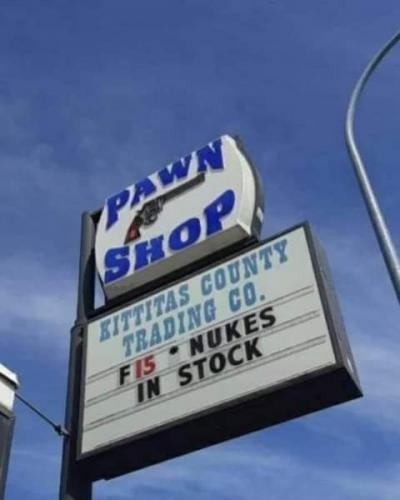 PAWN
SHOP
KITTITAS COUNTY
TRADING CO.
F15 • NUKES
IN STOCK